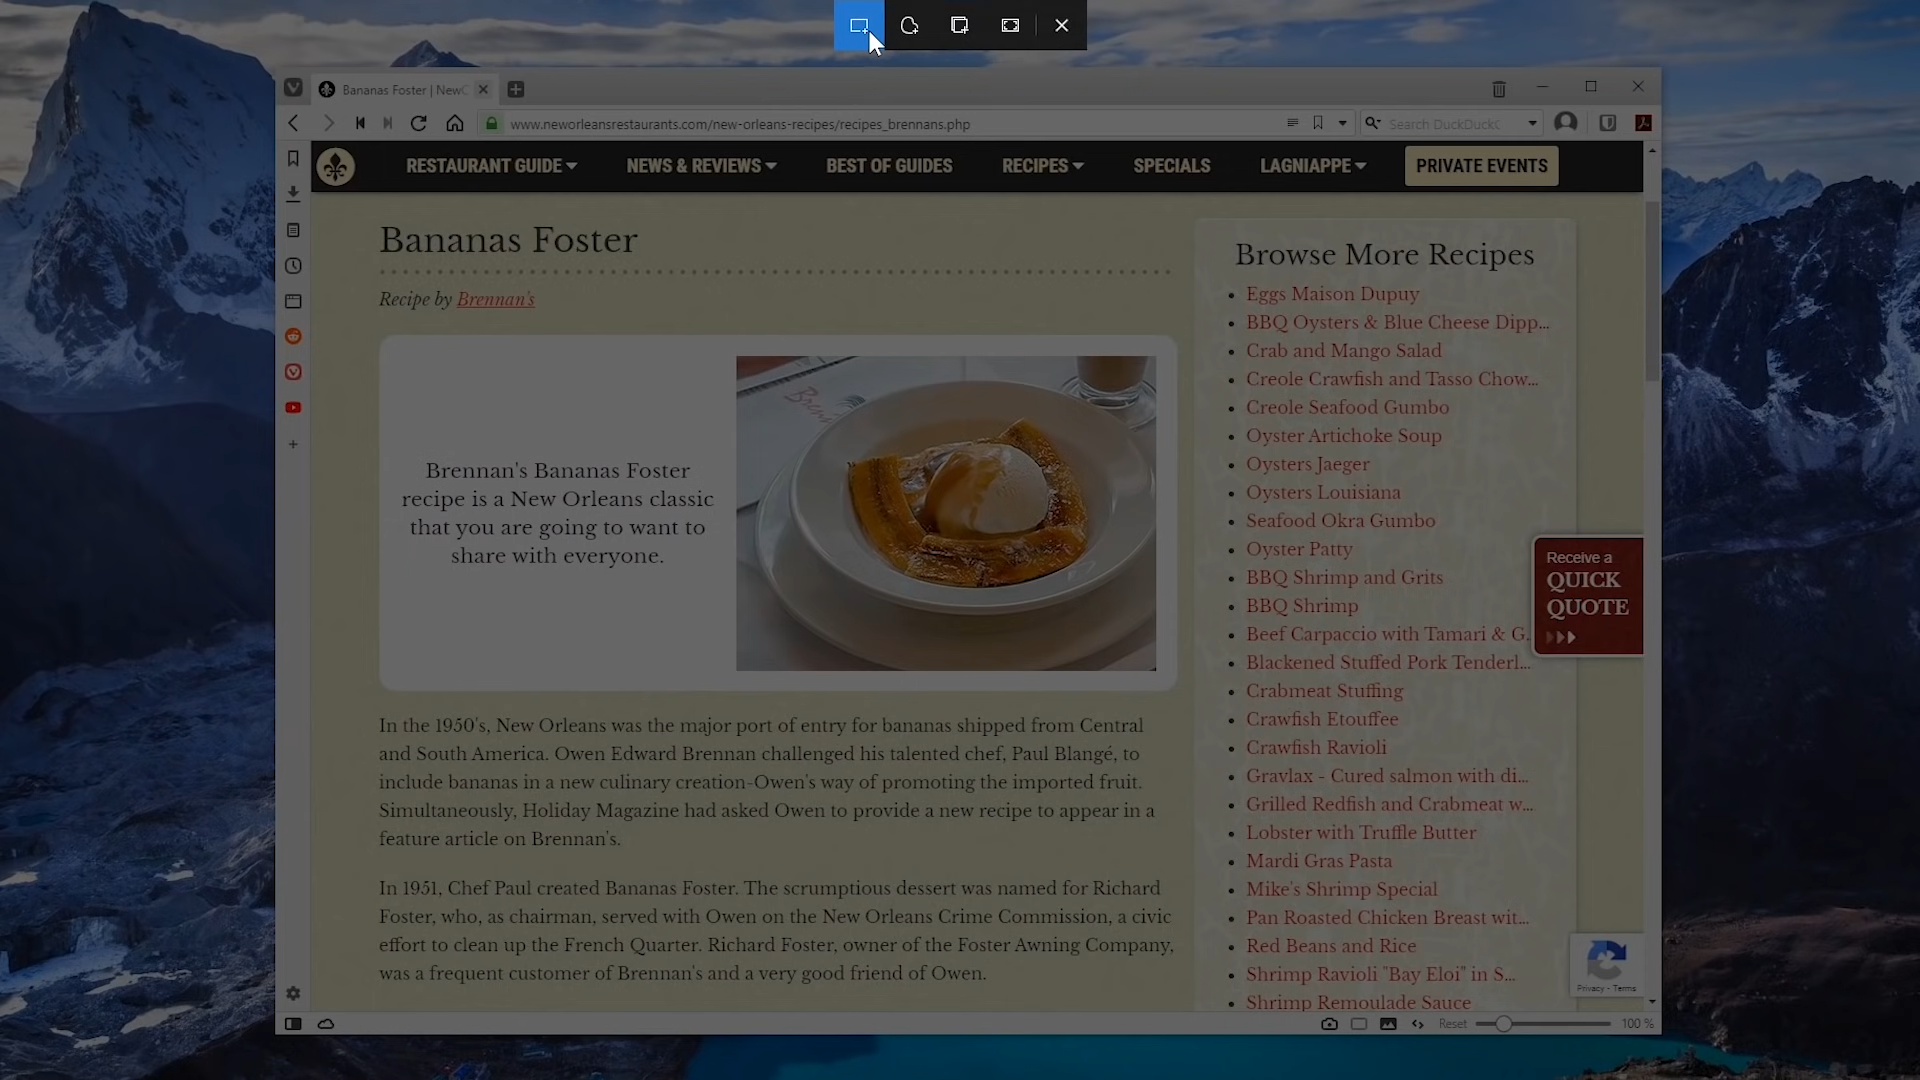 Bananas Foster | NewO
www.neworleansrestaurants.com/new-orleans-recipes/recipes_brennans.php
Search DuckDuckG
RESTAURANT GUIDE
NEWS & REVIEWS
BEST OF GUIDES
RECIPES
SPECIALS
LAGNIAPPE
PRIVATE EVENTS
Bananas Foster
Recipe by Brennan's
Brennan's Bananas Foster
recipe is a New Orleans classic
that you are going to want to
share with everyone.
In the 1950's, New Orleans was the major port of entry for bananas shipped from Central
and South America. Owen Edward Brennan challenged his talented chef, Paul Blangé, to
include bananas in a new culinary creation-Owen's way of promoting the imported fruit.
Simultaneously, Holiday Magazine had asked Owen to provide a new recipe to appear in a
feature article on Brennan's.
In 1951, Chef Paul created Bananas Foster. The scrumptious dessert was named for Richard
Foster, who, as chairman, served with Owen on the New Orleans Crime Commission, a civic
effort to clean up the French Quarter. Richard Foster, owner of the Foster Awning Company,
was a frequent customer of Brennan's and a very good friend of Owen.
Browse More Recipes
Eggs Maison Dupuy
BBQ Oysters & Blue Cheese Dipp...
Crab and Mango Salad
Creole Crawfish and Tasso Chow...
Creole Seafood Gumbo
Oyster Artichoke Soup
Oysters Jaeger
Oysters Louisiana
Seafood Okra Gumbo
Oyster Patty
BBQ Shrimp and Grits
BBQ Shrimp
Beef Carpaccio with Tamari & G.
Blackened Stuffed Pork Tenderl...
Crabmeat Stuffing
Crawfish Etouffee
Crawfish Ravioli
Gravlax - Cured salmon with di...
Grilled Redfish and Crabmeat w...
Lobster with Truffle Butter
Mardi Gras Pasta
Mike's Shrimp Special
Pan Roasted Chicken Breast wit...
Red Beans and Rice
Shrimp Ravioli "Bay Eloi" in S...
Shrimp Remoulade Sauce
Receive a
QUICK
QUOTE
Privacy - Terms
Reset
100 %